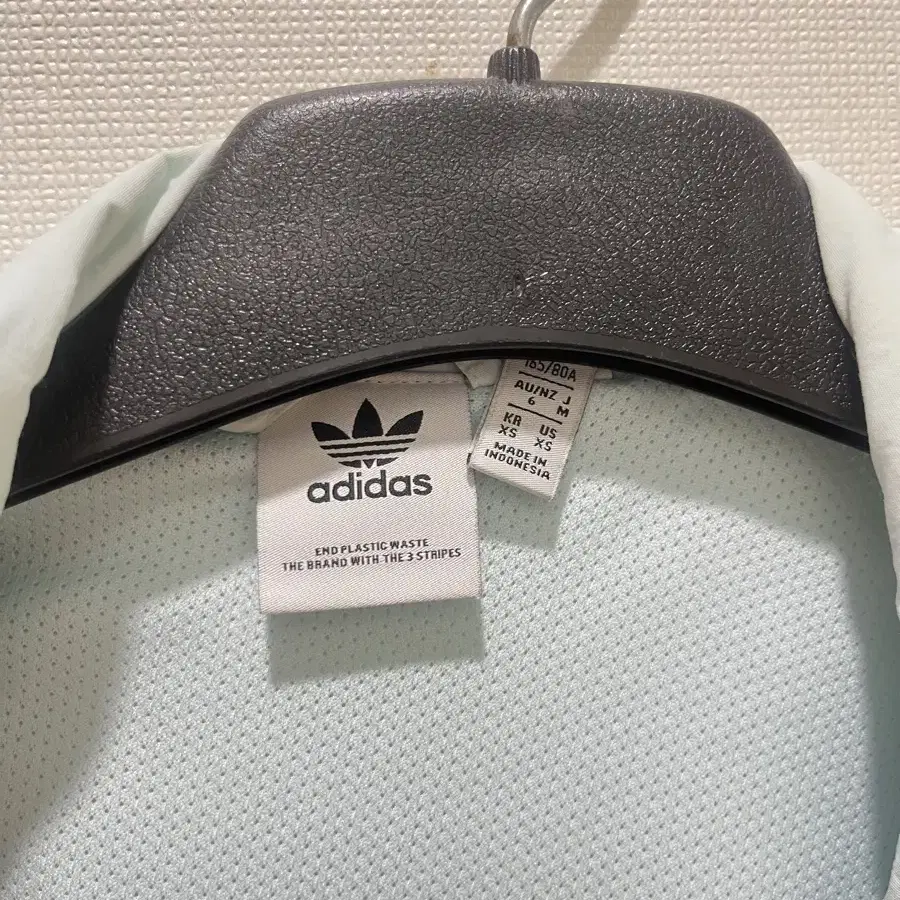 adidas
END PLASTIC WASTE
THE BRAND WITH THE 3 STRIPES
165/80A
AU/NZ J
6 M
KR US
XS XS
MADE IN
INDONESIA